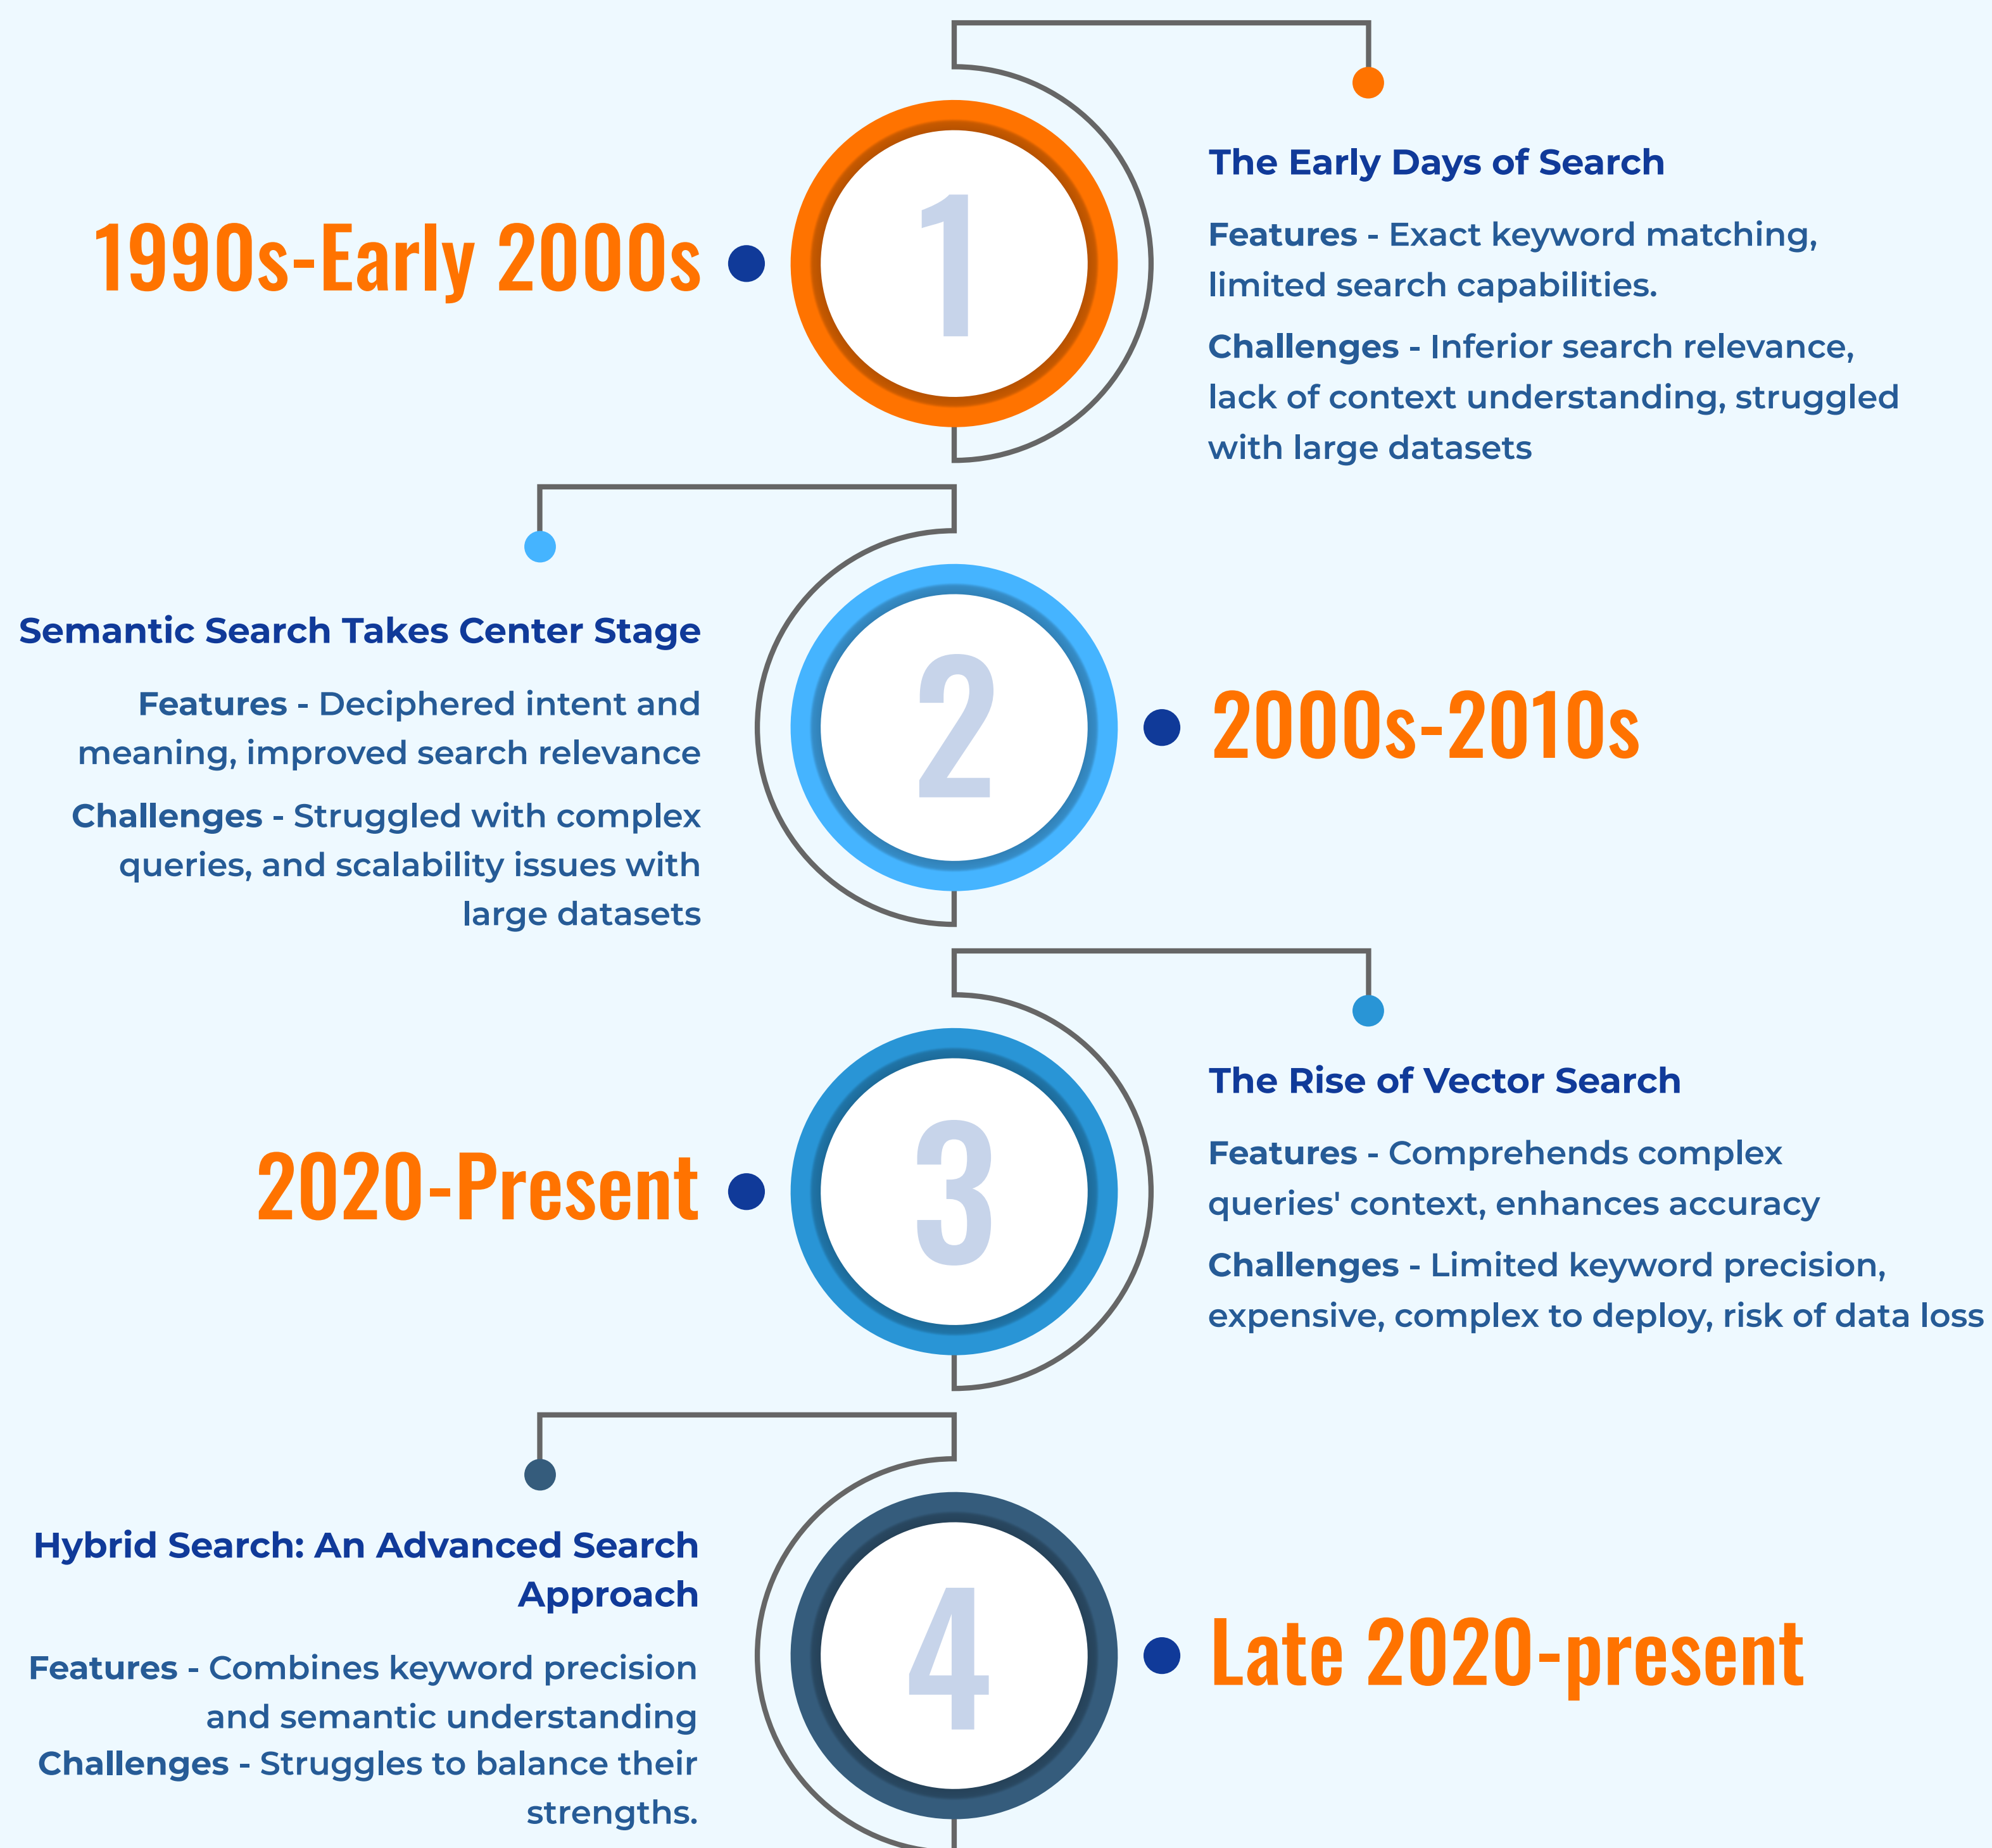 1990s-Early 2000s
1
The Early Days of Search
Features - Exact keyword matching,
limited search capabilities.
Challenges - Inferior search relevance,
lack of context understanding, struggled
with large datasets
Semantic Search Takes Center Stage
Features - Deciphered intent and
meaning, improved search relevance
Challenges - Struggled with complex
queries, and scalability issues with
large datasets
2
2000s-2010s
2020-Present
3
The Rise of Vector Search
Features - Comprehends complex
queries' context, enhances accuracy
Challenges - Limited keyword precision,
expensive, complex to deploy, risk of data loss
Hybrid Search: An Advanced Search
Approach
Features - Combines keyword precision
and semantic understanding
Challenges - Struggles to balance their
strengths.
4
Late 2020-present